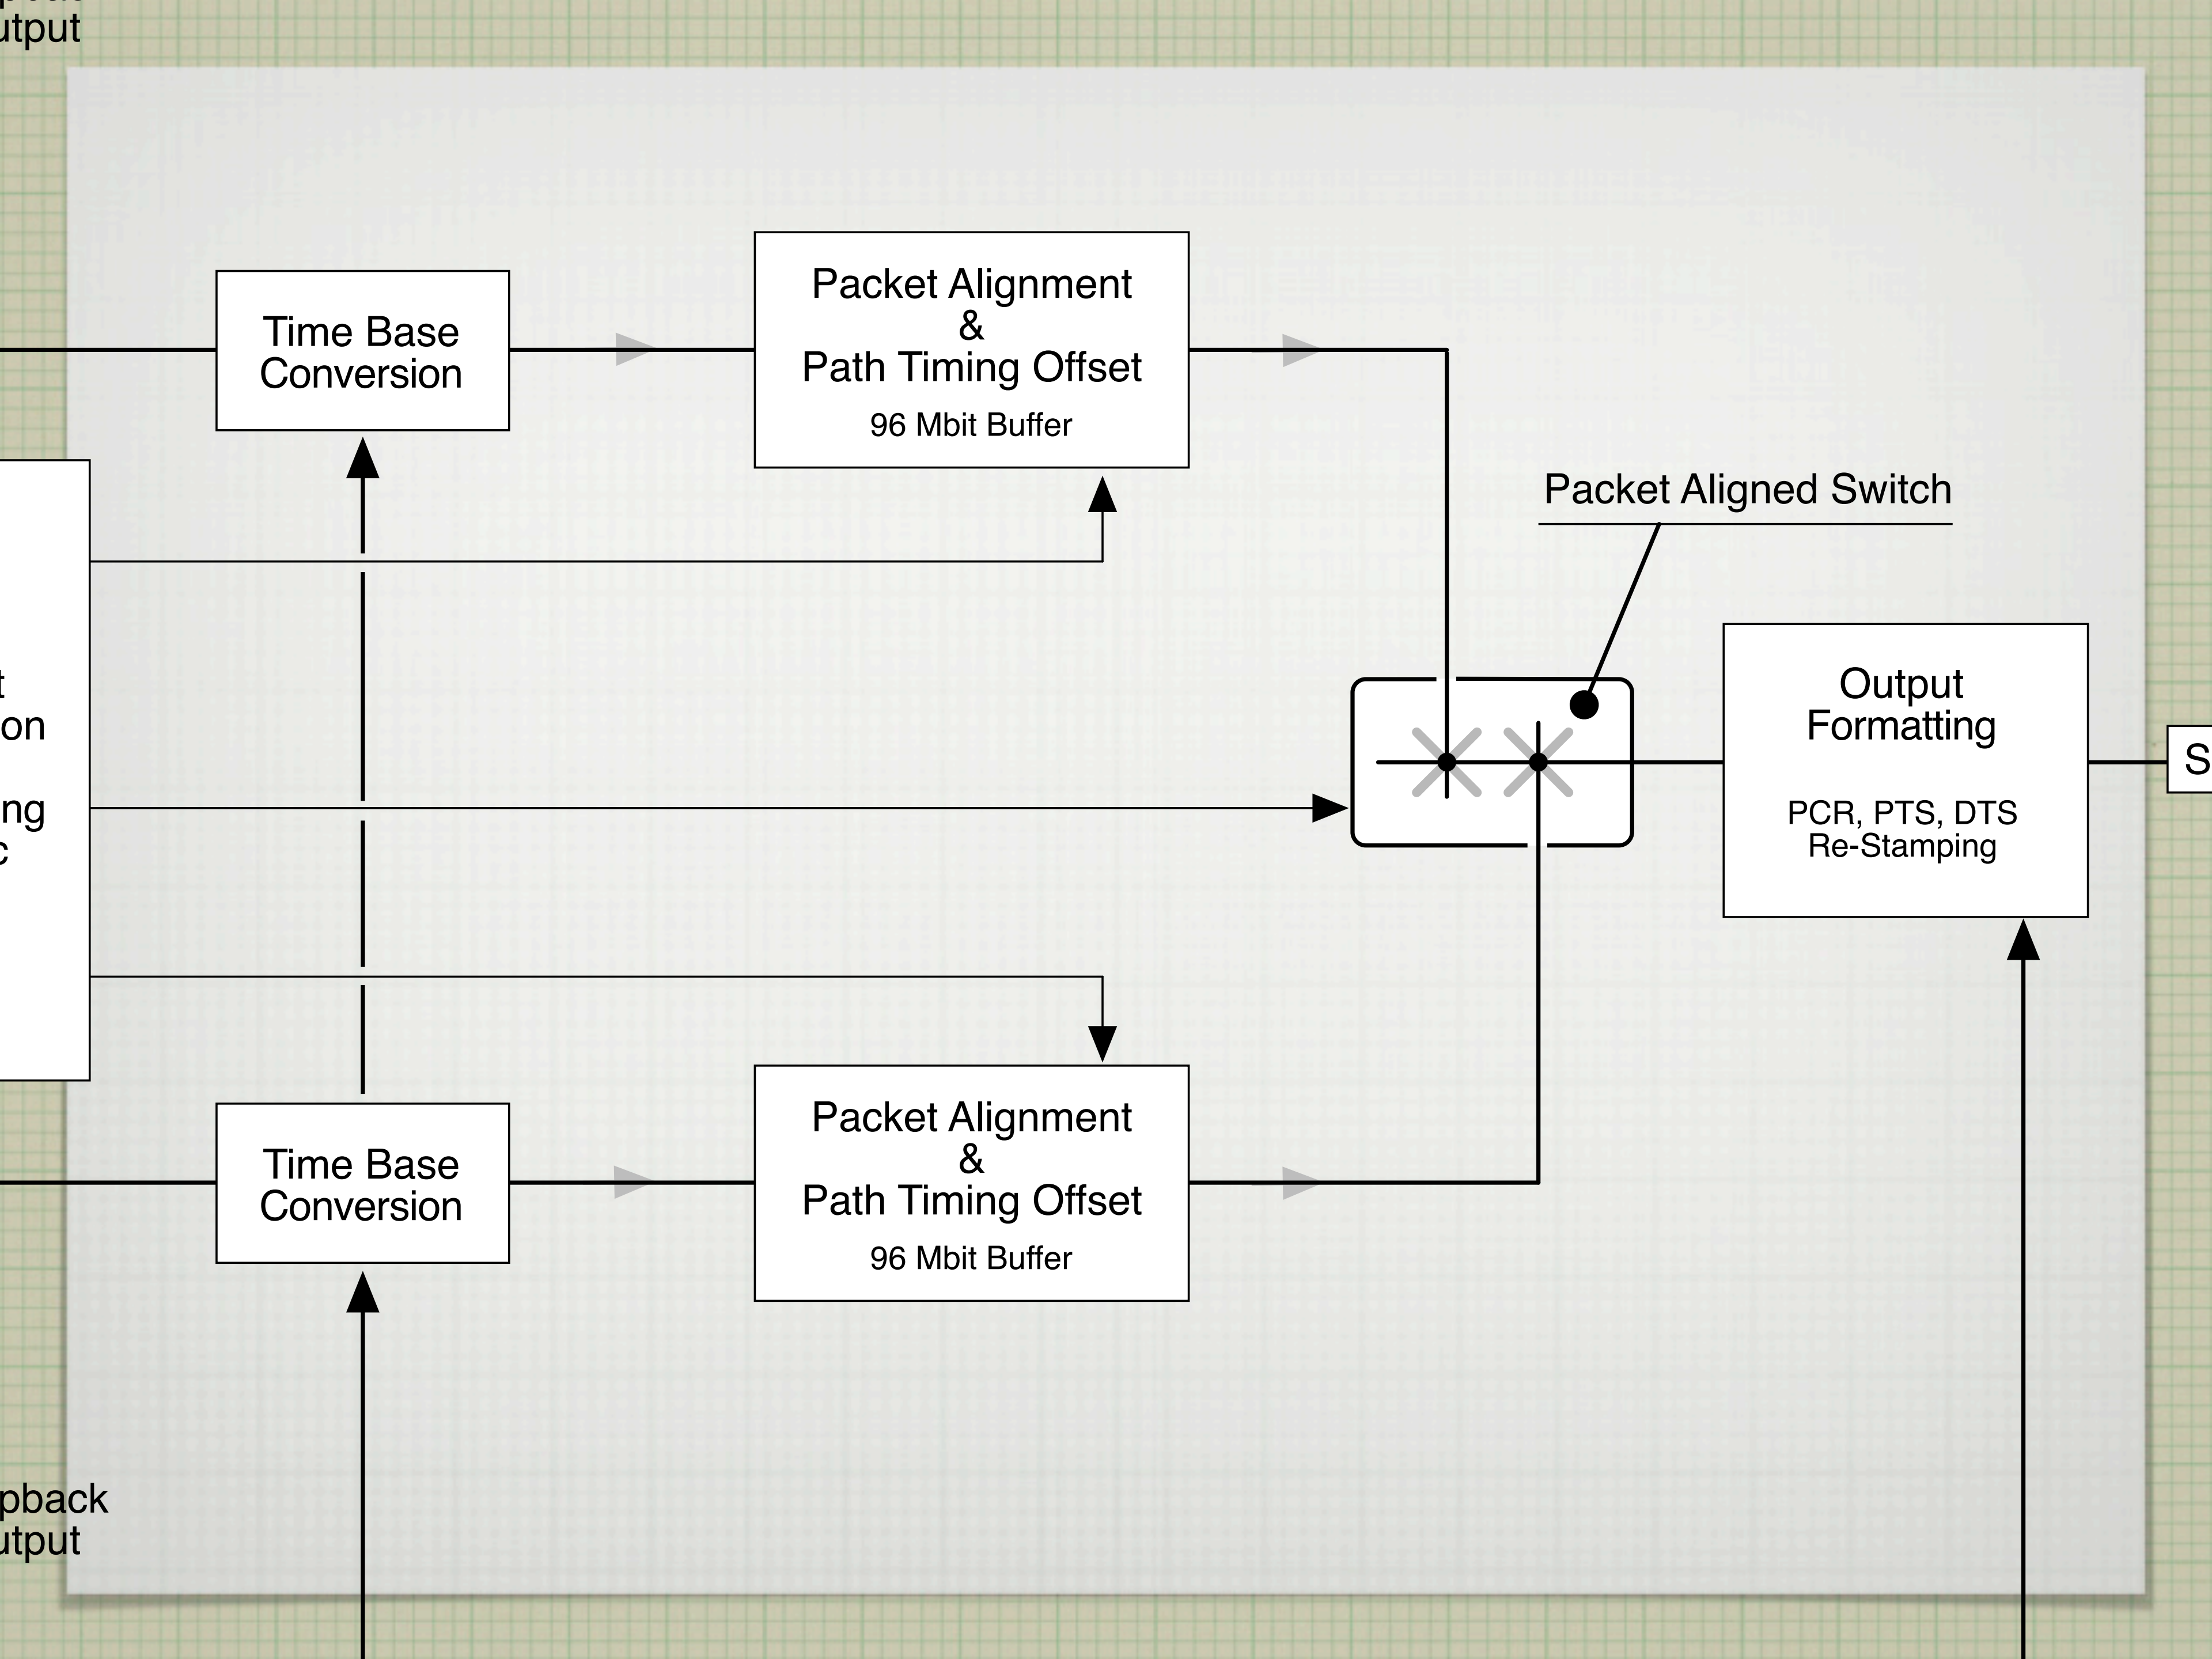 utput
Time Base
Conversion
Packet Alignment
&
Path Timing Offset
96 Mbit Buffer
Packet Aligned Switch
t
on
ng
c
Output
Formatting
PCR, PTS, DTS
Re-Stamping
S
Time Base
Conversion
Packet Alignment
&
Path Timing Offset
96 Mbit Buffer
pback
utput